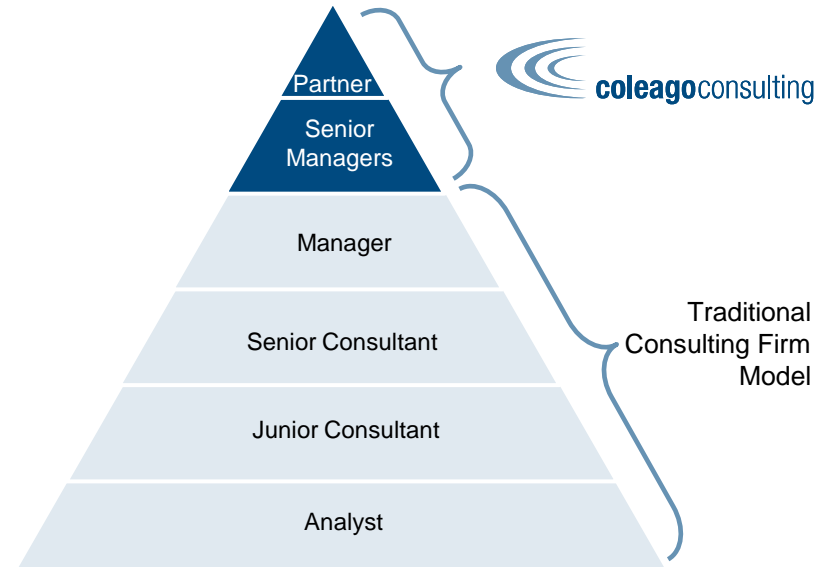 Partner
Senior
Managers
coleagoconsulting
Manager
Senior Consultant
Junior Consultant
Analyst
Traditional
Consulting Firm
Model